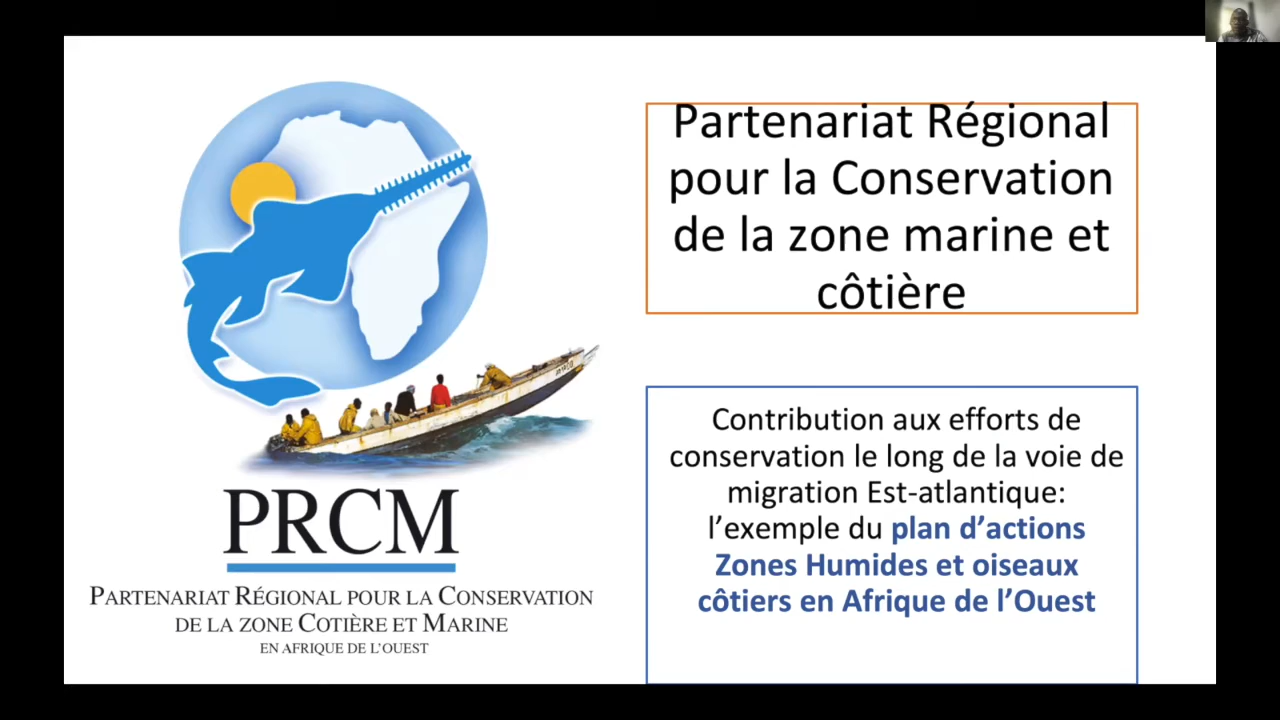 Partenariat Régional
pour la Conservation
de la zone marine et
côtière
Contribution aux efforts de
conservation le long de la voie de
migration Est-atlantique:
l’exemple du plan d’actions
Zones Humides et oiseaux
côtiers en Afrique de l’Ouest
PRCM
PARTENARIAT RÉGIONAL POUR LA CONSERVATION
DE LA ZONE COTIÈRE ET MARINE
EN AFRIQUE DE L’OUEST